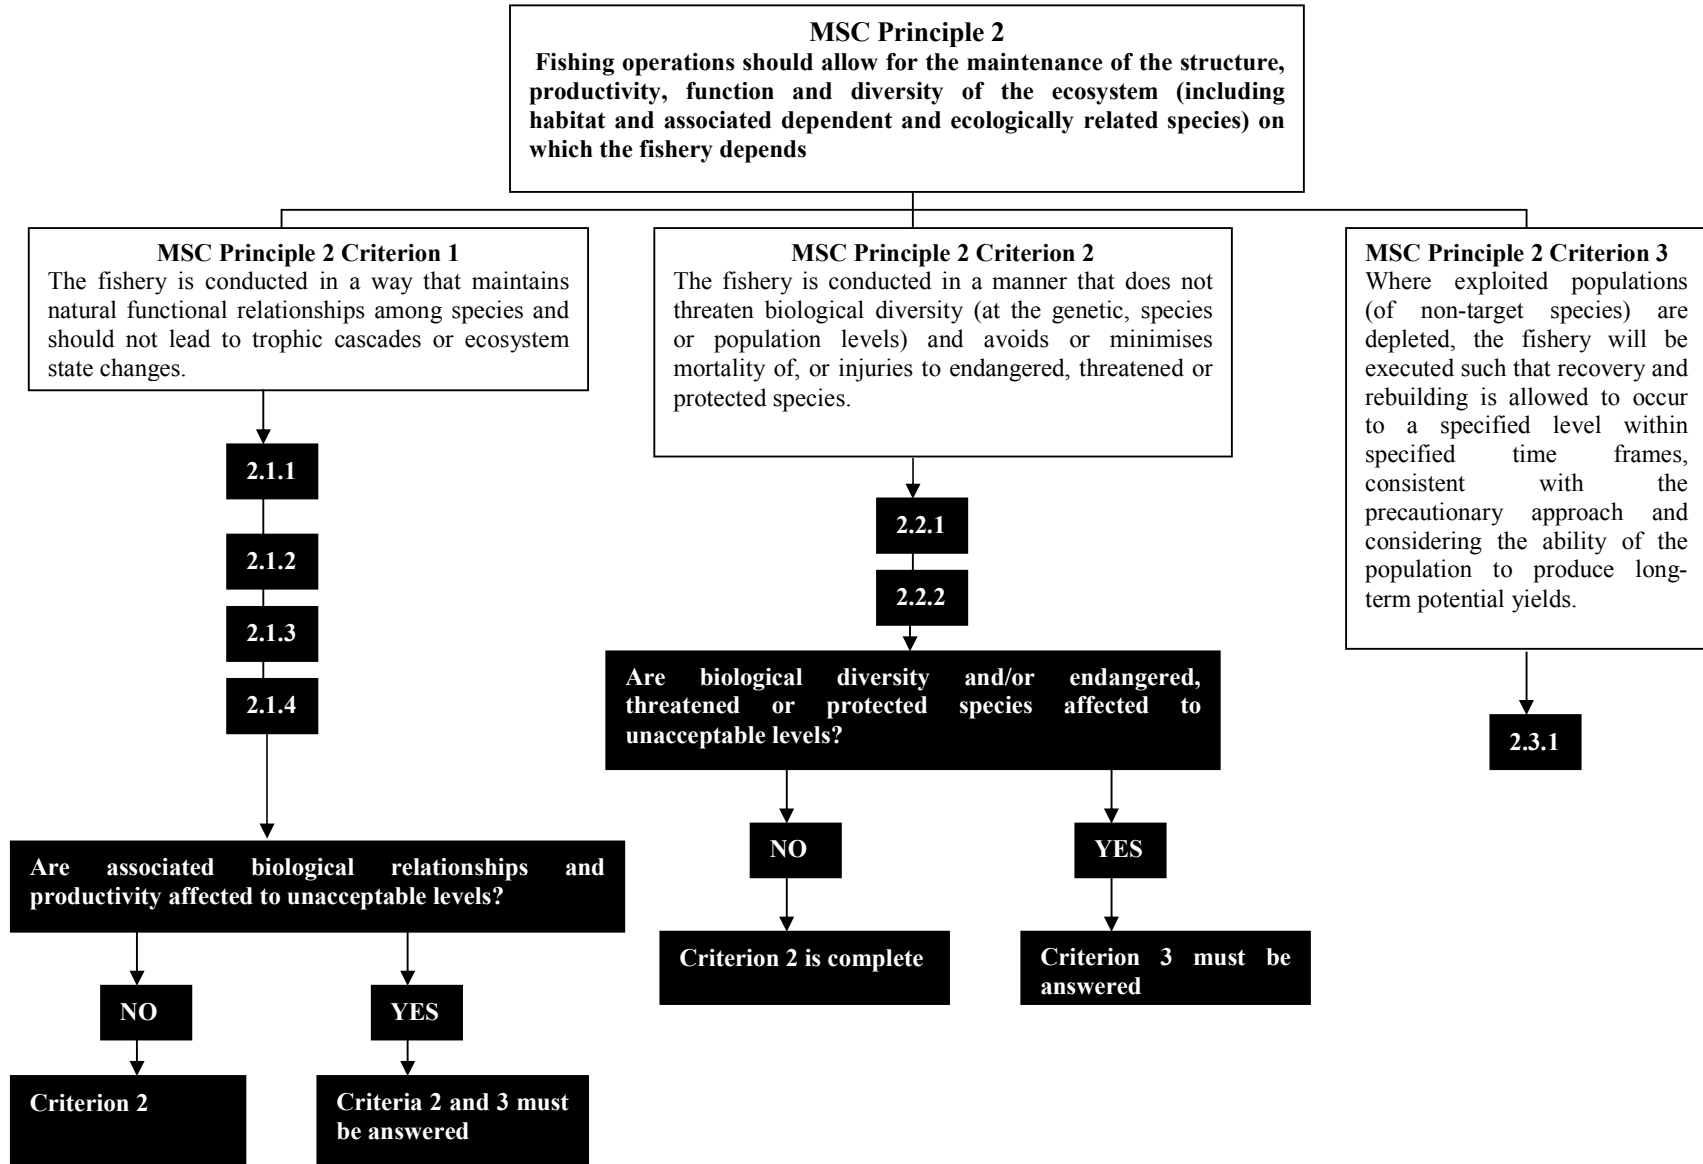 MSC Principle 2
Fishing operations should allow for the maintenance of the structure,
productivity, function and diversity of the ecosystem (including
habitat and associated dependent and ecologically related species) on
which the fishery depends
MSC Principle 2 Criterion 1
The fishery is conducted in a way that maintains
natural functional relationships among species and
should not lead to trophic cascades or ecosystem
state changes.
2.1.1
2.1.2
2.1.3
2.1.4
Are associated biological relationships and
productivity affected to unacceptable levels?
NO
YES
Criterion 2
Criteria 2 and 3 must
be answered
MSC Principle 2 Criterion 2
The fishery is conducted in a manner that does not
threaten biological diversity (at the genetic, species
or population levels) and avoids or minimises
mortality of, or injuries to endangered, threatened or
protected species.
2.2.1
2.2.2
Are biological diversity and/or endangered,
threatened or protected species affected to
unacceptable levels?
NO
YES
Criterion 2 is complete
Criterion 3 must be
answered
MSC Principle 2 Criterion 3
Where exploited populations
(of non-target species) are
depleted, the fishery will be
executed such that recovery and
rebuilding is allowed to occur
to a specified level within
specified time frames,
consistent with the
precautionary approach and
considering the ability of the
population to produce long-
term potential yields.
2.3.1